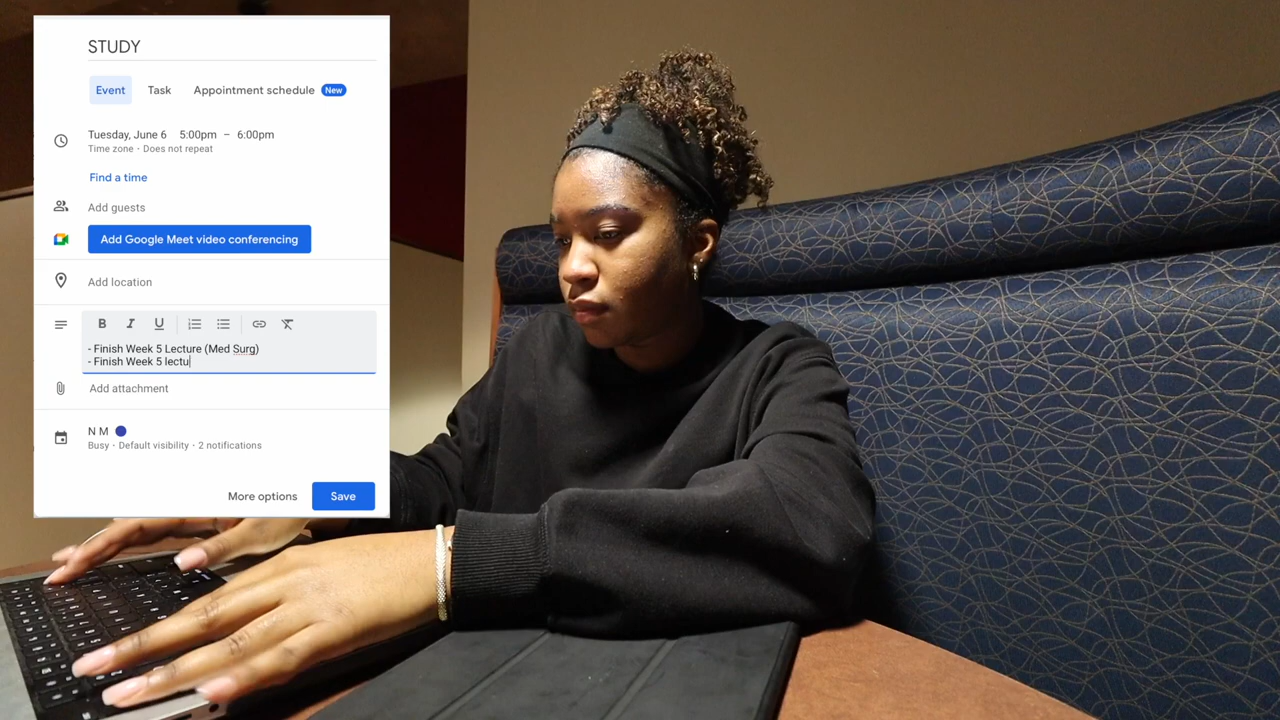 STUDY
Event Task Appointment schedule New
Tuesday, June 6 5:00pm – 6:00pm
Time zone · Does not repeat
Find a time
Add guests
Add Google Meet video conferencing
Add location
B I U
- Finish Week 5 Lecture (Med Surg)
- Finish Week 5 lectu
Add attachment
N M
Busy · Default visibility · 2 notifications
More options Save